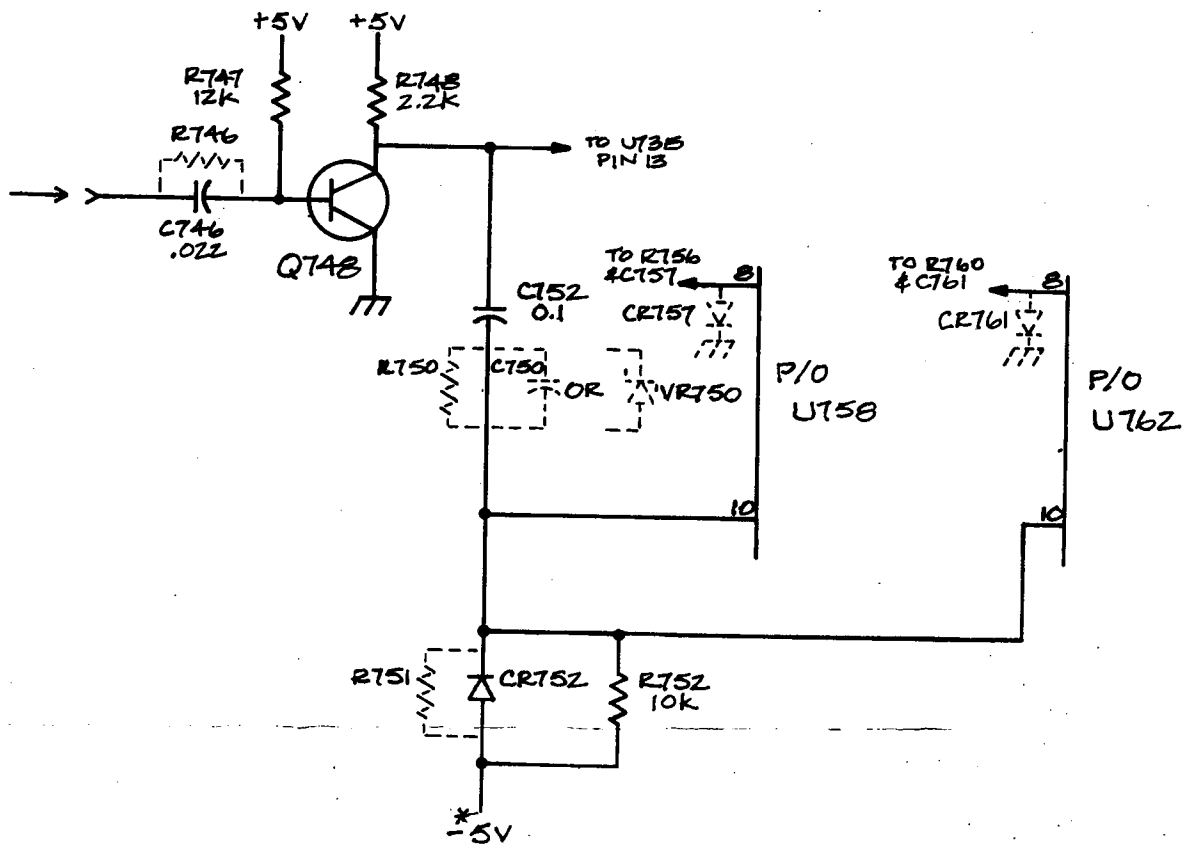 +5V
+5V
R747
12K
R748
2.2K
R746
C746
.022
Q748
TO U735
PIN 13
C752
0.1
TO R756
& C757
8
CR757
TO R760
& C761
8
CR761
R750
C750
OR
VR750
P/O
U758
P/O
U762
10
10
R751
CR752
R752
10K
*
-5V